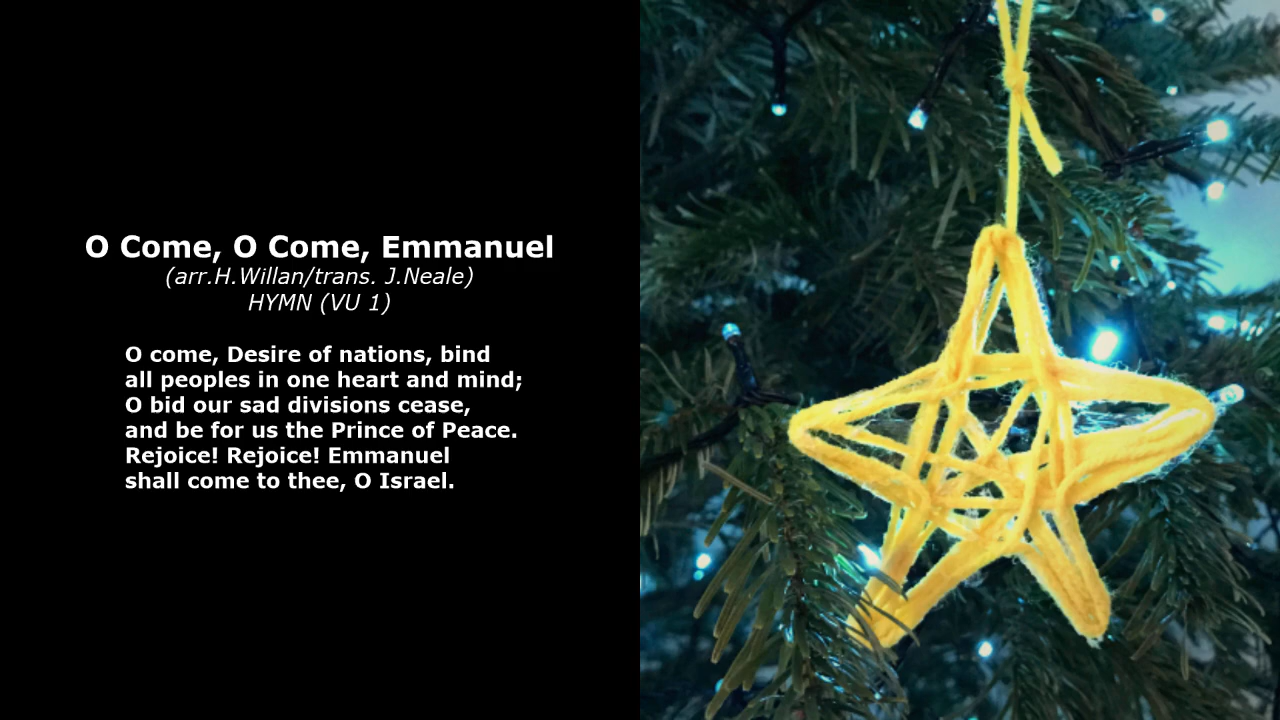 O Come, O Come, Emmanuel
(arr.H.Willan/trans. J.Neale)
HYMN (VU 1)
O come, Desire of nations, bind
all peoples in one heart and mind;
O bid our sad divisions cease,
and be for us the Prince of Peace.
Rejoice! Rejoice! Emmanuel
shall come to thee, O Israel.